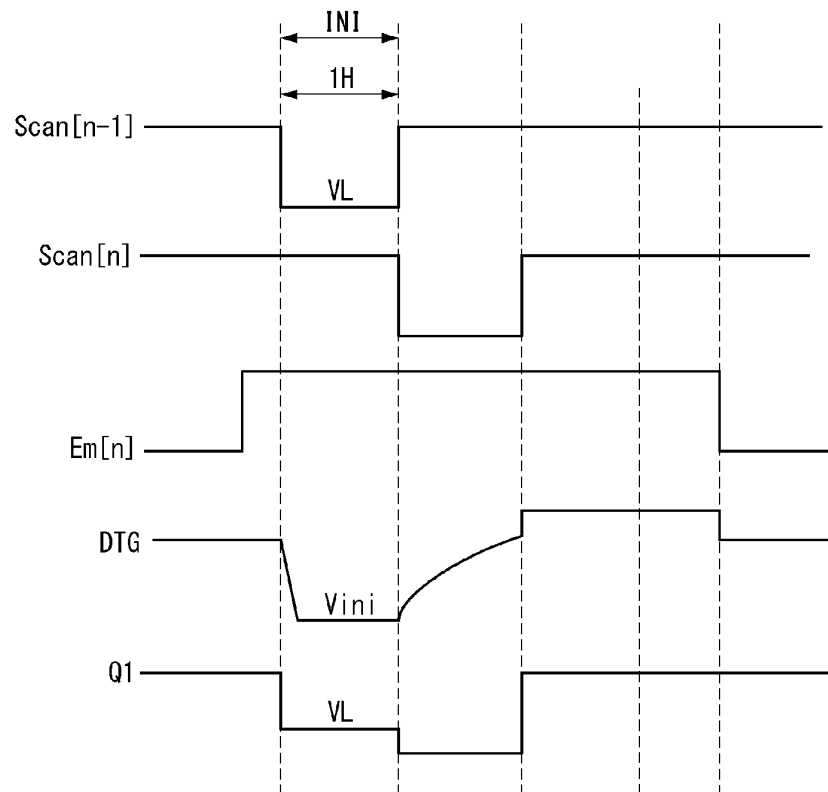 INI
1H
Scan[n-1]
VL
Scan[n]
Em[n]
DTG
Vini
Q1
VL